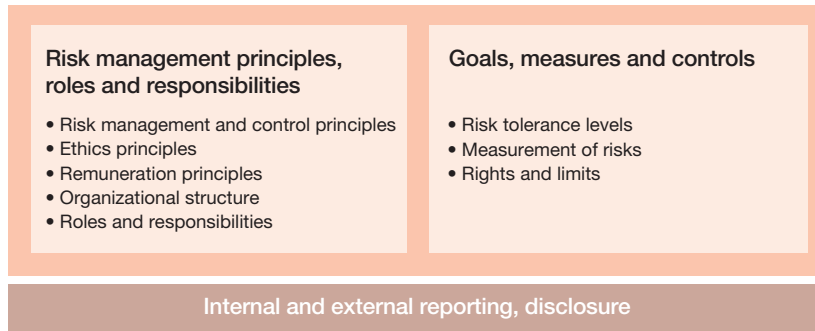 Risk management principles,
roles and responsibilities
• Risk management and control principles
• Ethics principles
• Remuneration principles
• Organizational structure
• Roles and responsibilities
Goals, measures and controls
• Risk tolerance levels
• Measurement of risks
• Rights and limits
Internal and external reporting, disclosure